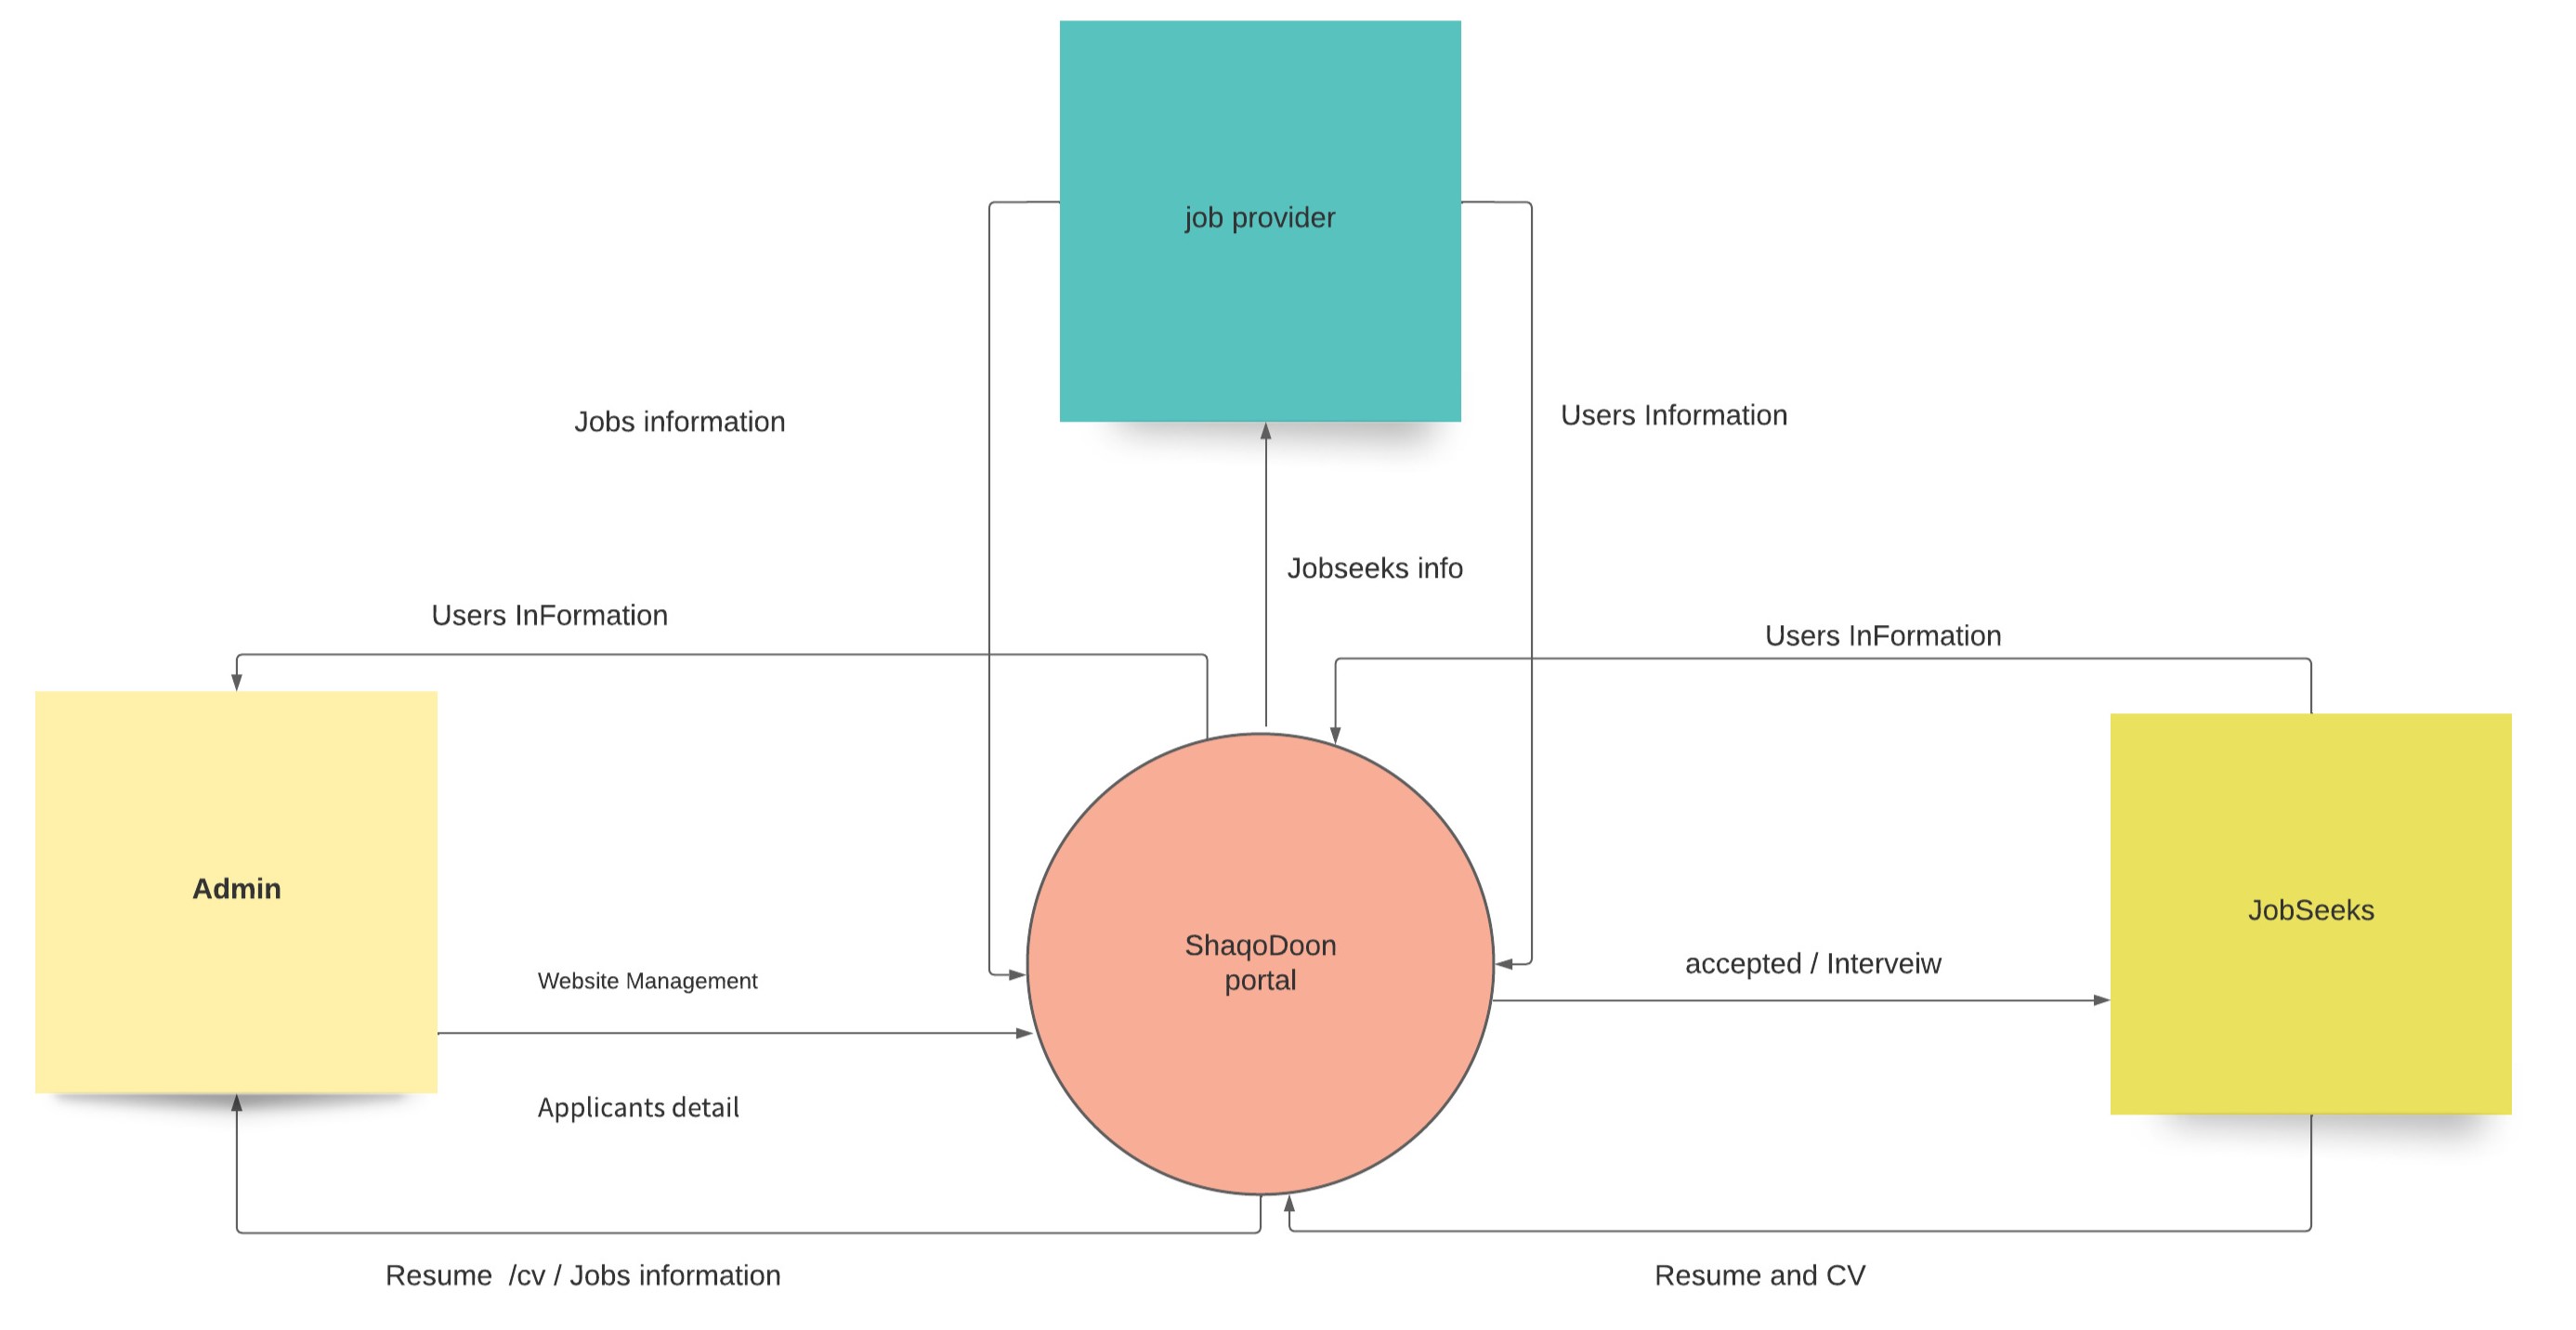 job provider
Jobs information
Users Information
Jobseeks info
Users InFormation
Users InFormation
Admin
JobSeeks
ShaqoDoon
portal
accepted / Interveiw
Website Management
Applicants detail
Resume  /cv / Jobs information
Resume and CV